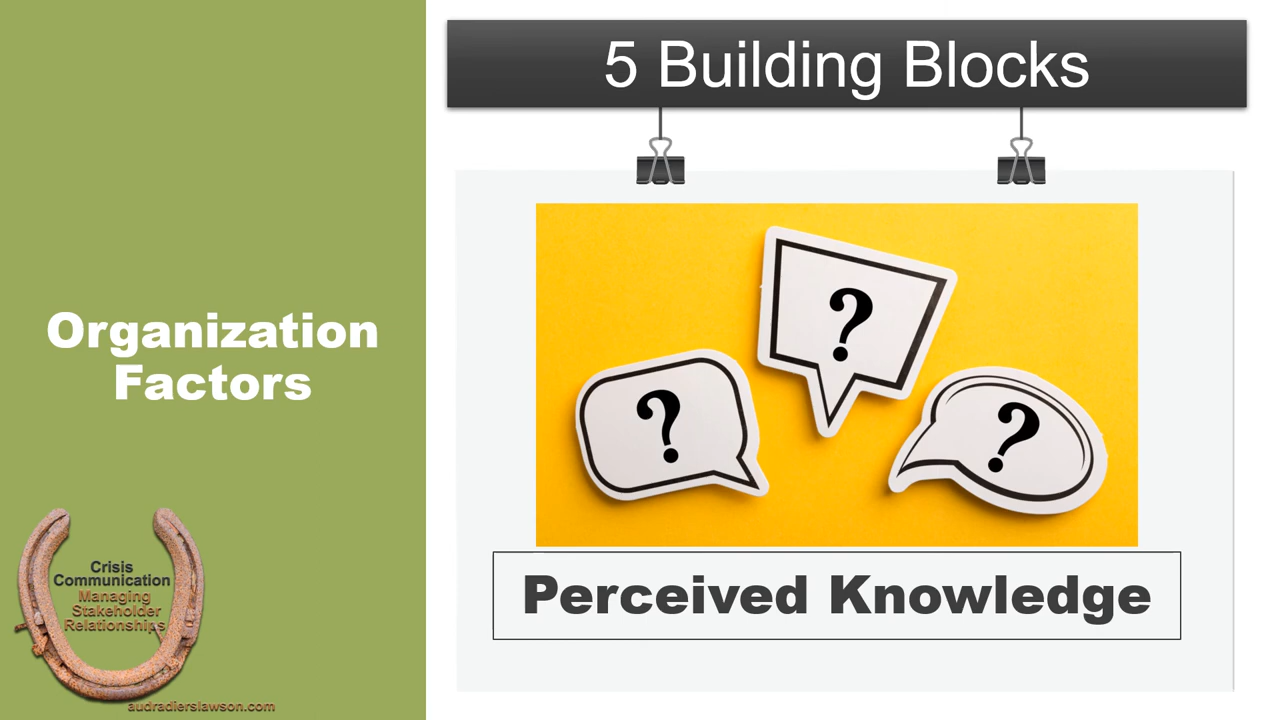 5 Building Blocks
Organization
Factors
?
?
?
Perceived Knowledge
Crisis
Communication
Managing
Stakeholder
Relationships
audradierslawson.com